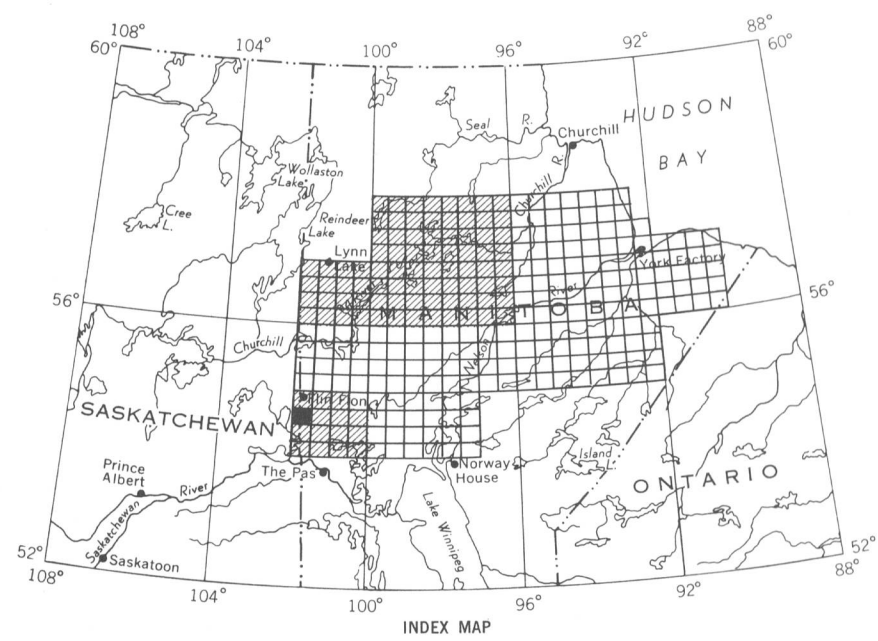 108°
104°
100°
96°
92°
88°
60°
60°
HUDSON
BAY
Seal R.
Churchill
Churchill R.
Wollaston
Lake
Cree
L.
Reindeer
Lake
Lynn
Lake
York Factory
River
56°
56°
MANITOBA
Churchill
Nelson
Flin Flon
SASKATCHEWAN
Prince
Albert
River
The Pas
Norway
House
Island
L.
ONTARIO
Saskatchewan
Saskatoon
Lake Winnipeg
52°
52°
108°
104°
100°
96°
92°
88°
INDEX MAP